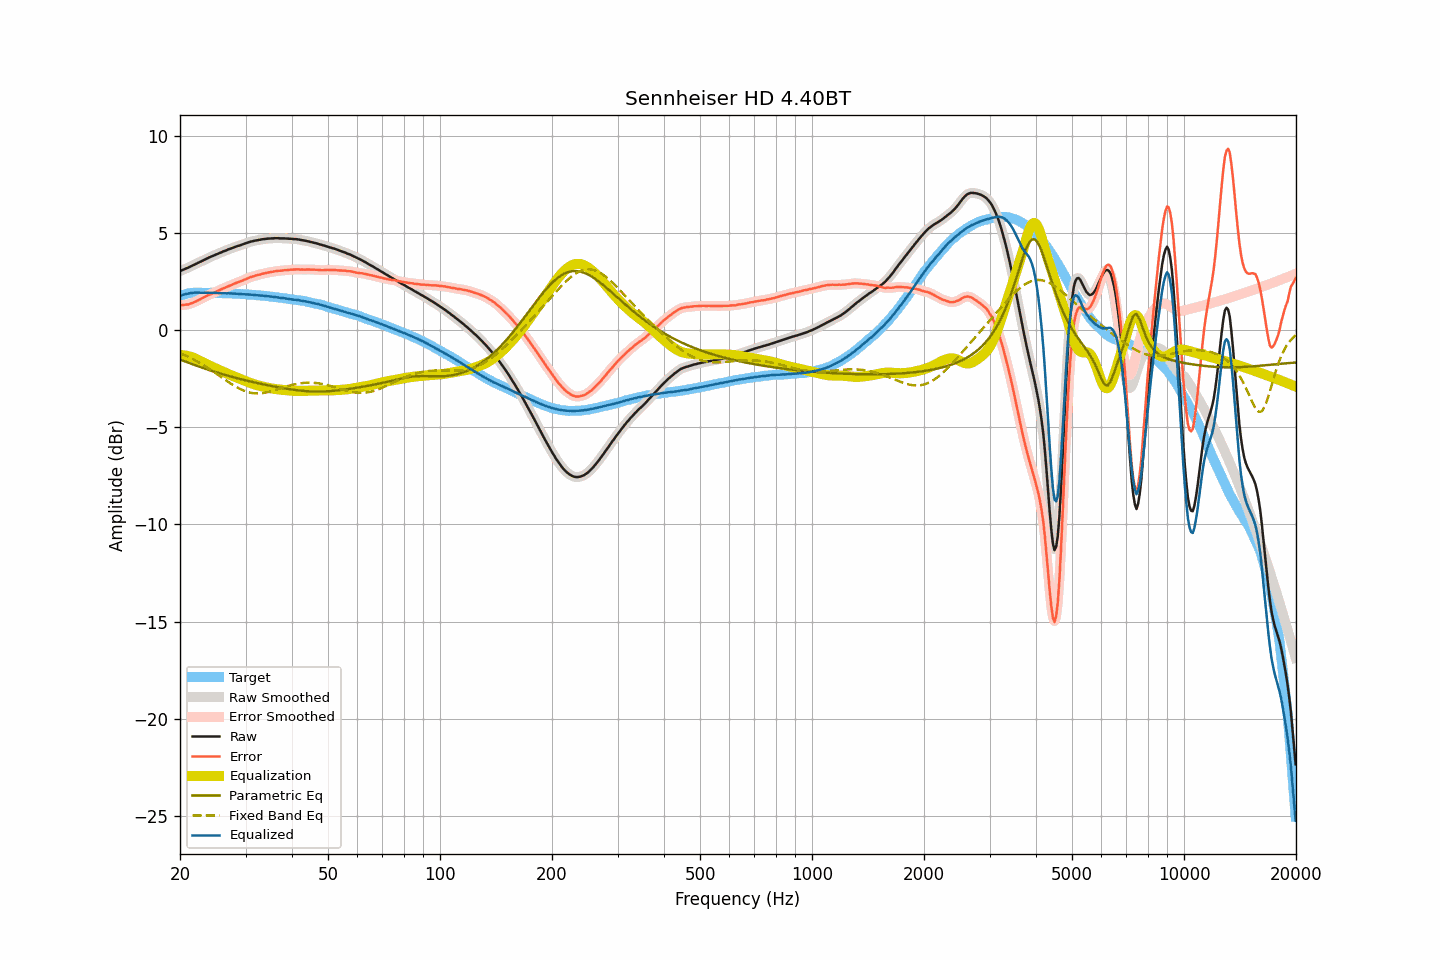 Sennheiser HD 4.40BT
10
5
0
−5
−10
−15
−20
−25
Amplitude (dBr)
Target
Raw Smoothed
Error Smoothed
Raw
Error
Equalization
Parametric Eq
Fixed Band Eq
Equalized
20 50 100 200 500 1000 2000 5000 10000 20000
Frequency (Hz)